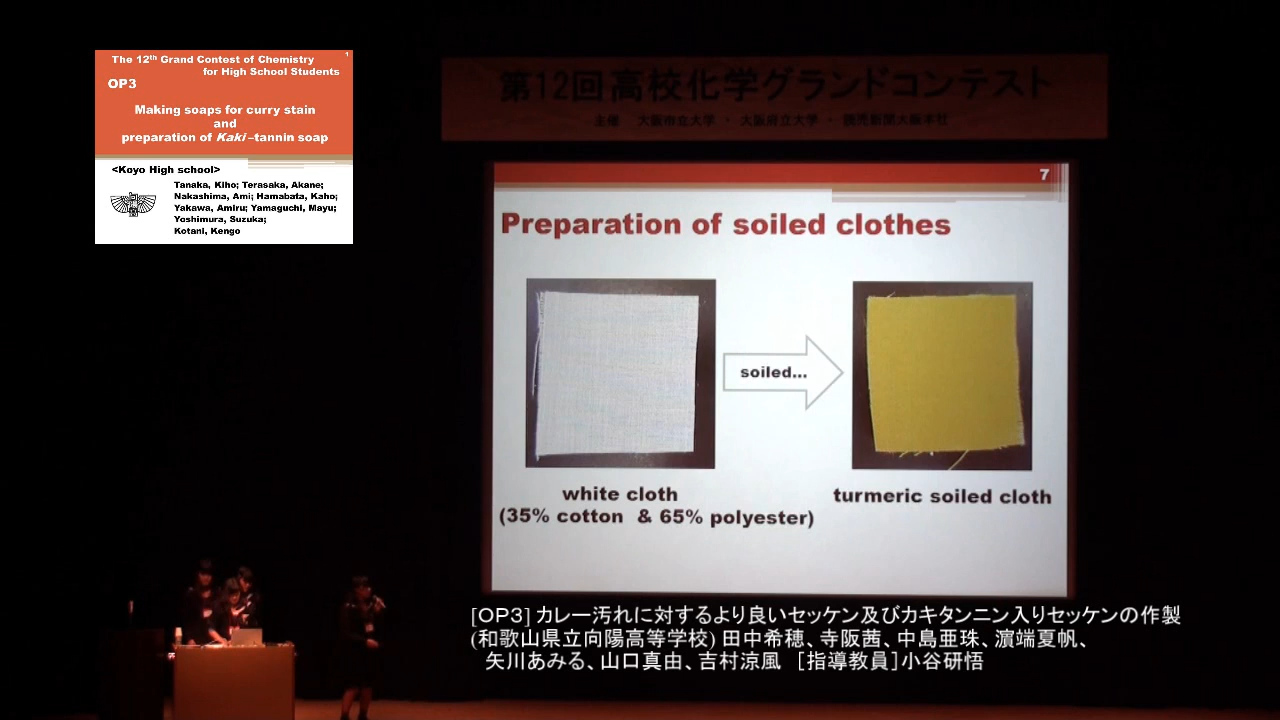 The 12th Grand Contest of Chemistry
for High School Students
1
OP3
Making soaps for curry stain
and
preparation of Kaki–tannin soap
<Koyo High school>
Tanaka, Kiho; Terasaka, Akane;
Nakashima, Ami; Hamabata, Kaho;
Yakawa, Amiru; Yamaguchi, Mayu;
Yoshimura, Suzuka;
Kotani, Kengo
第12回高校化学グランドコンテスト
主催 大阪市立大学 ・ 大阪府立大学 ・ 読売新聞大阪本社
7
Preparation of soiled clothes
soiled...
white cloth
(35% cotton & 65% polyester)
turmeric soiled cloth
[OP3] カレー汚れに対するより良いセッケン及びカキタンニン入りセッケンの作製
(和歌山県立向陽高等学校) 田中希穂、寺阪茜、中島亜珠、濵端夏帆、
矢川あみる、山口真由、吉村涼風 [指導教員]小谷研悟